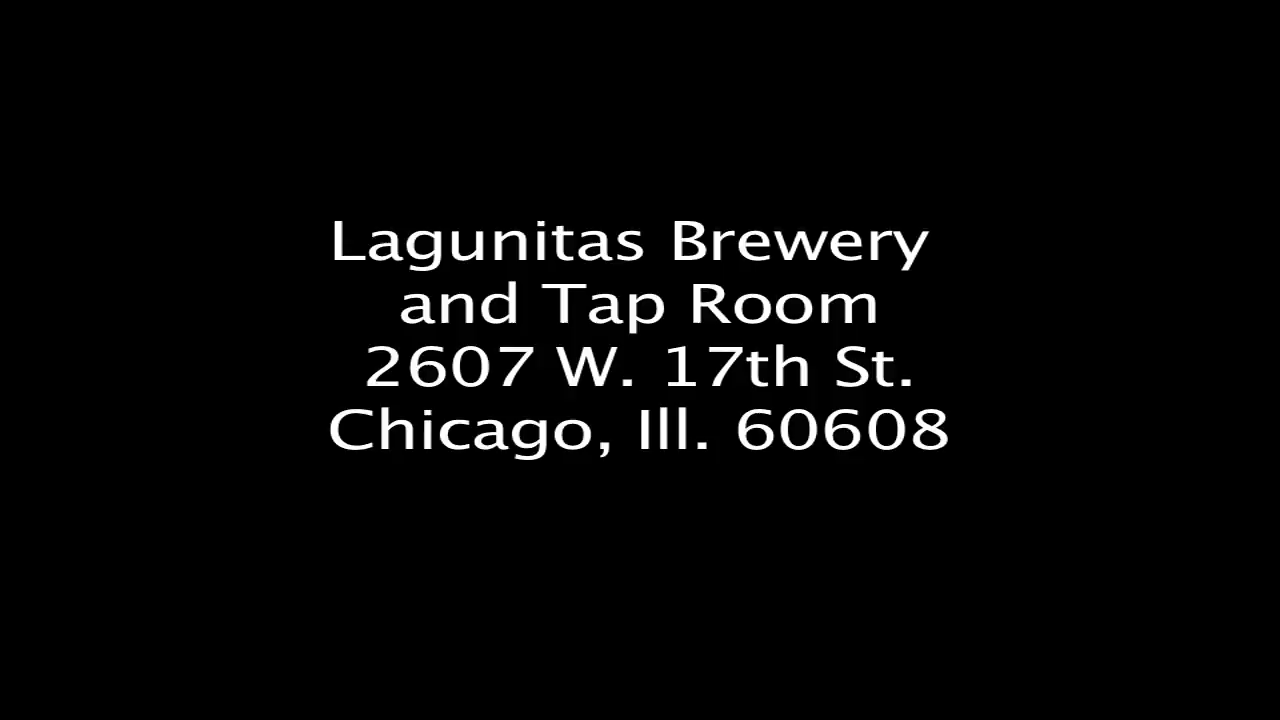 Lagunitas Brewery
and Tap Room
2607 W. 17th St.
Chicago, Ill. 60608